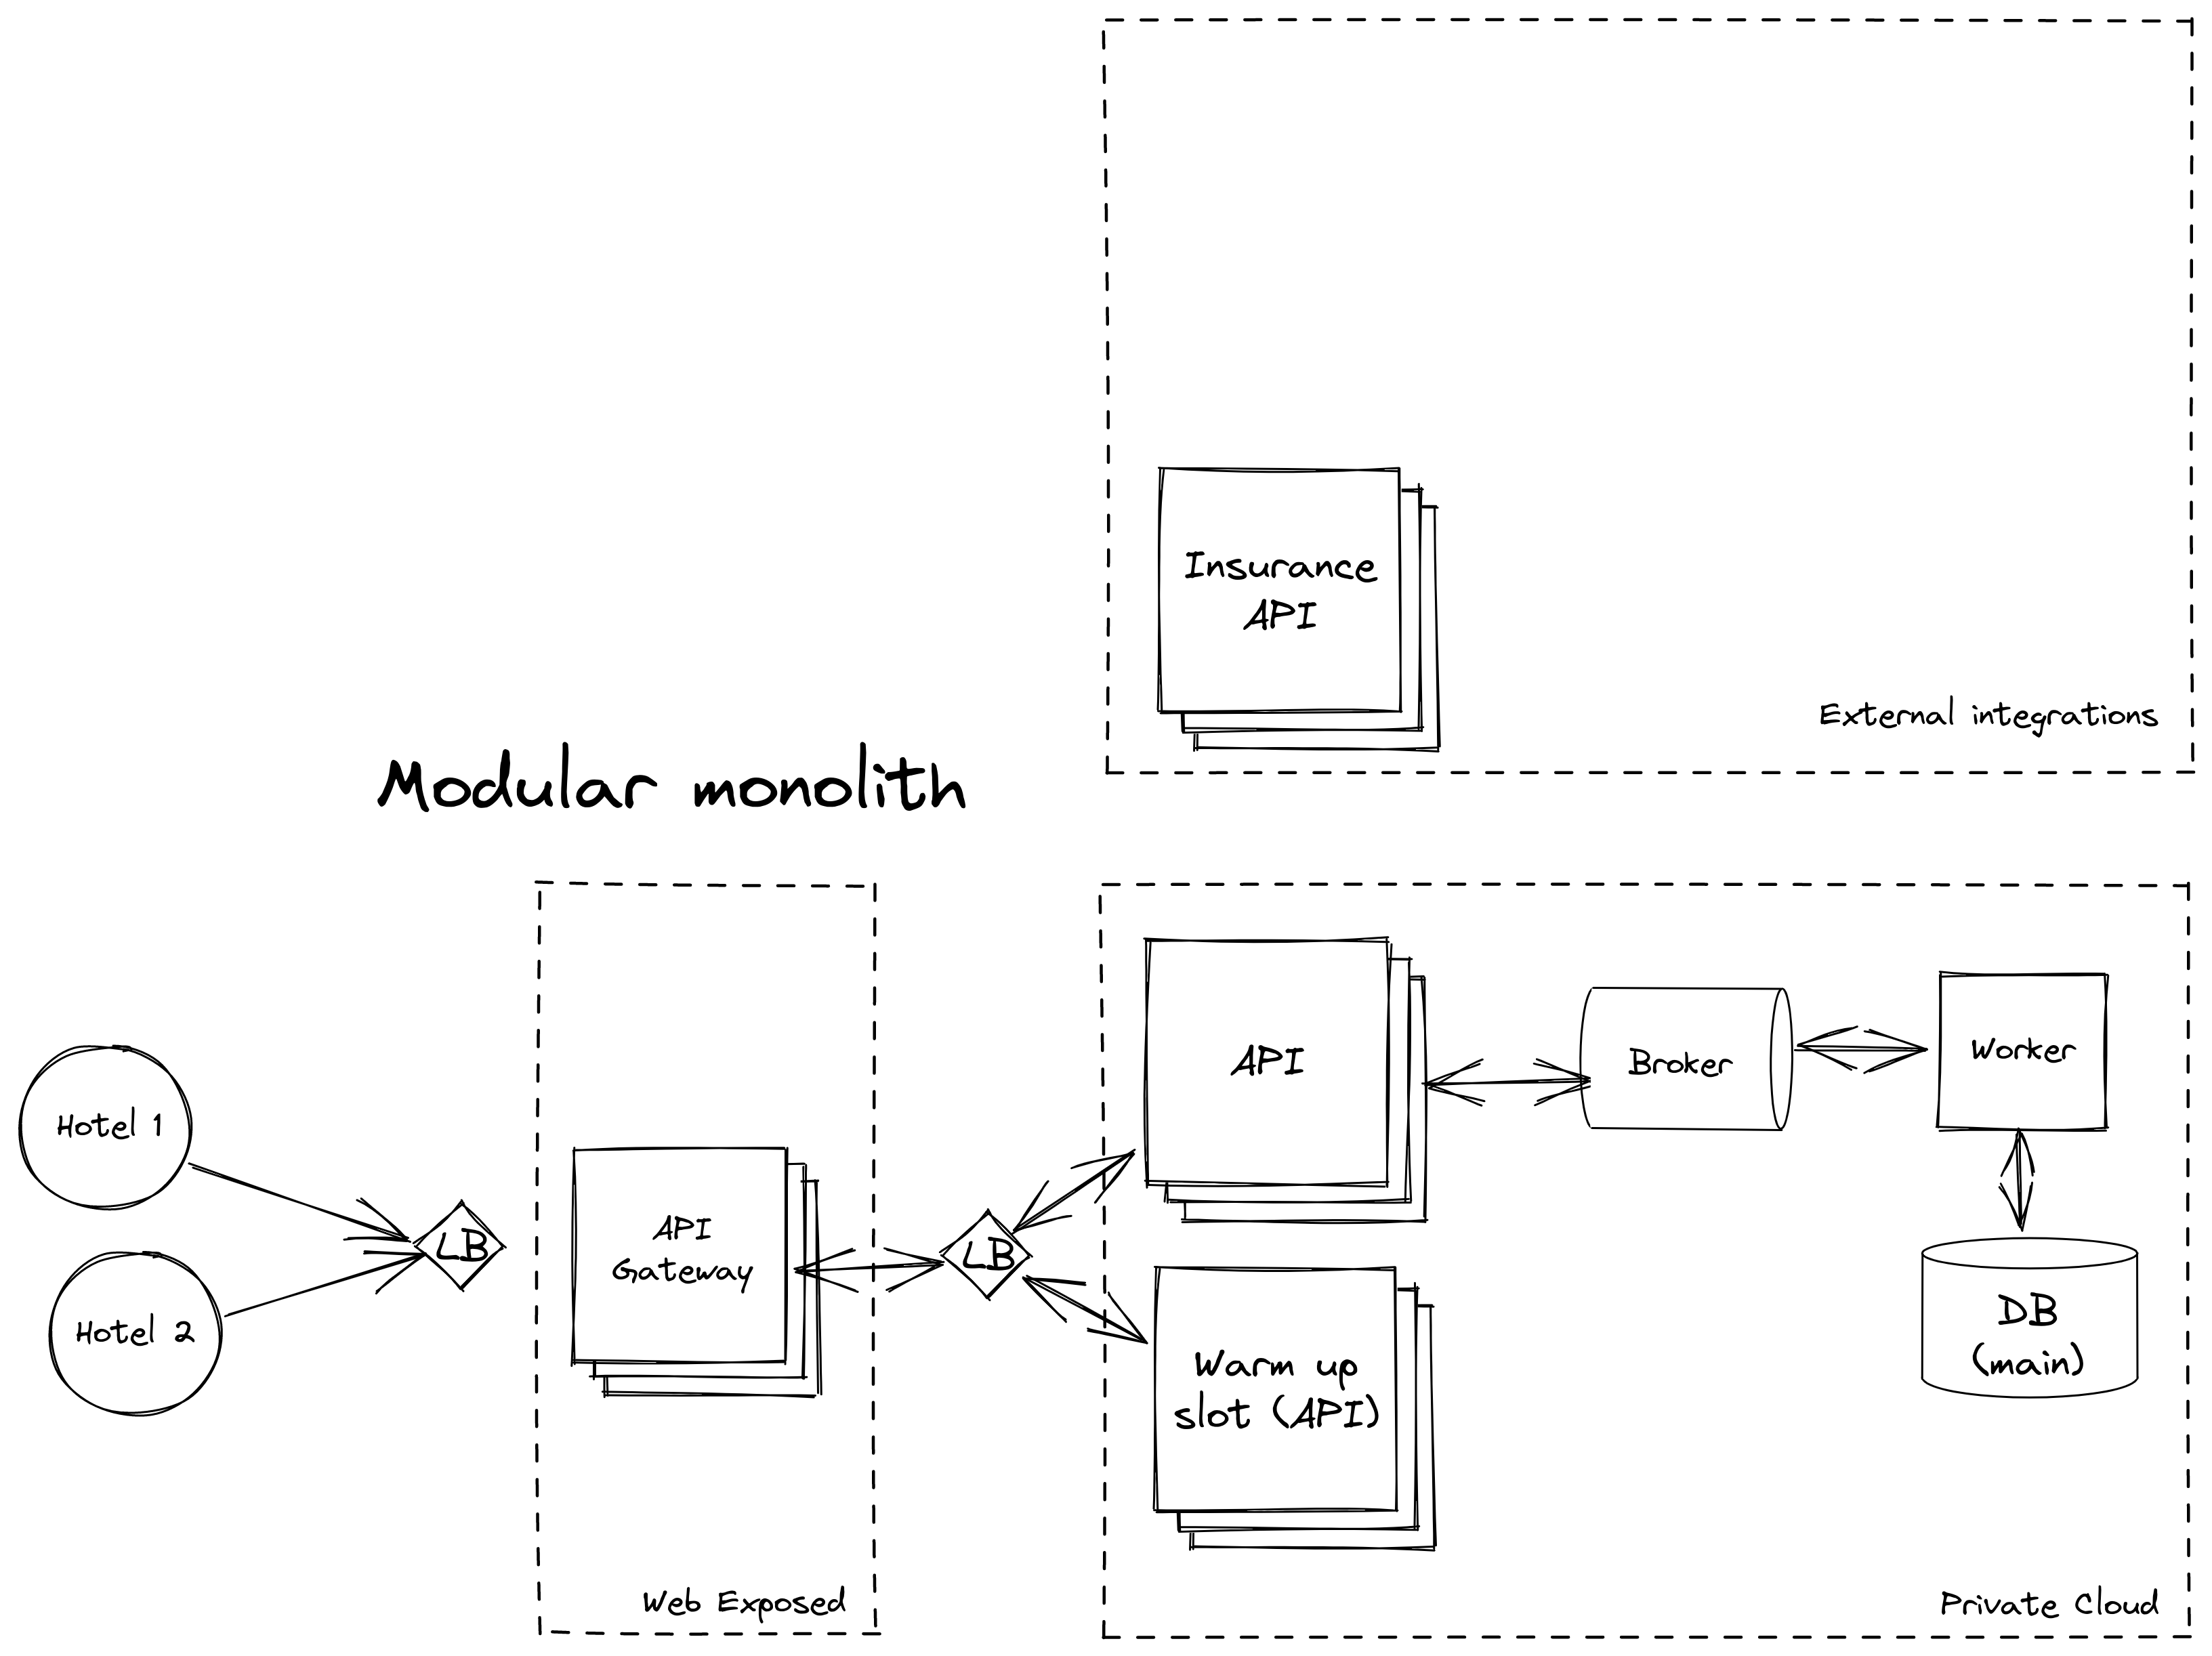 Insurance
API
External integrations
Modular monolith
Hotel 1
Hotel 2
LB
API
Gateway
Web Exposed
LB
API
Warm up
slot (API)
Broker
Worker
DB
(main)
Private Cloud